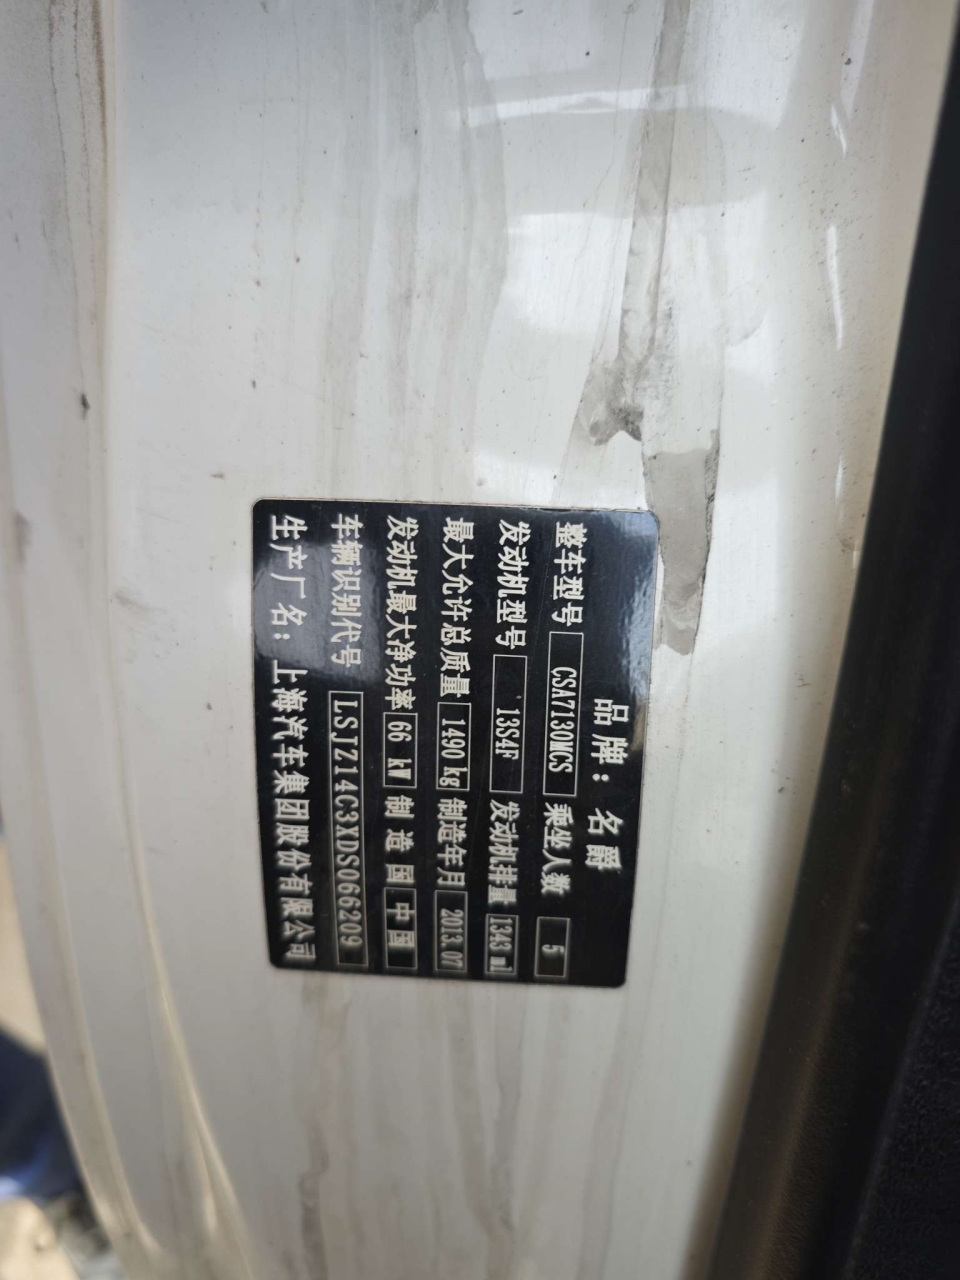 品牌：名爵
整车型号 CSA7130MCS 乘坐人数 5
发动机型号 13S4F 发动机排量 1343 ml
最大允许总质量 1490 kg 制造年月 2013.07
发动机最大净功率 66 kW 制造国 中国
车辆识别代号 LSJZ14C3XDS066209
生产厂名：上海汽车集团股份有限公司